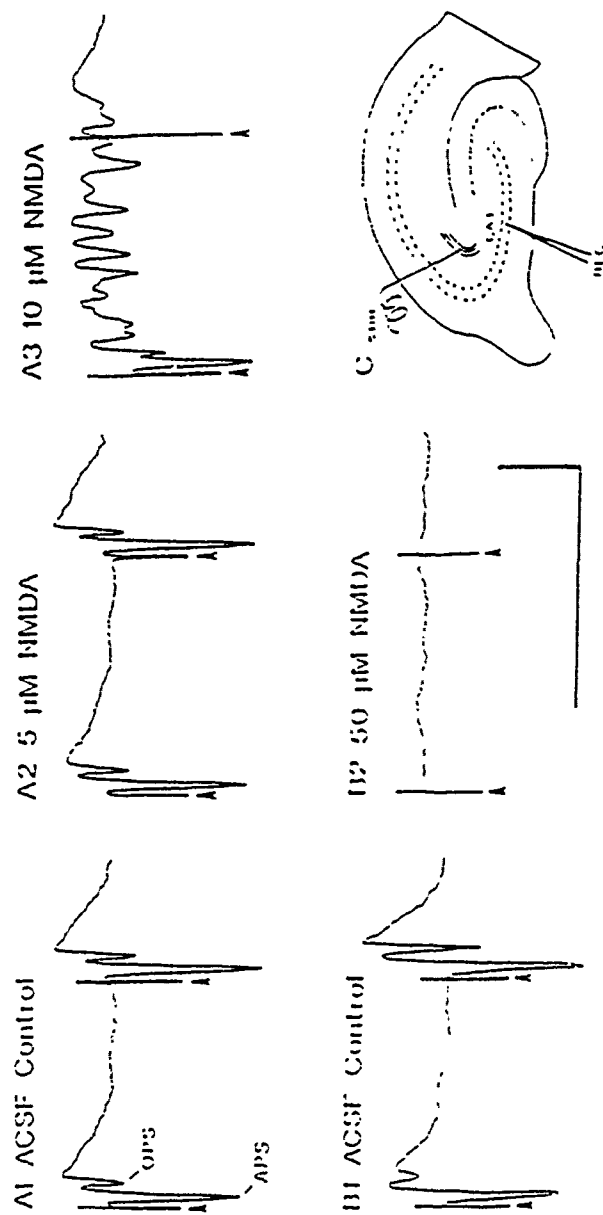 A1 ACSF Control
OPS
APS
A2 5 µM NMDA
A3 10 µM NMDA
B1 ACSF Control
B2 50 µM NMDA
C